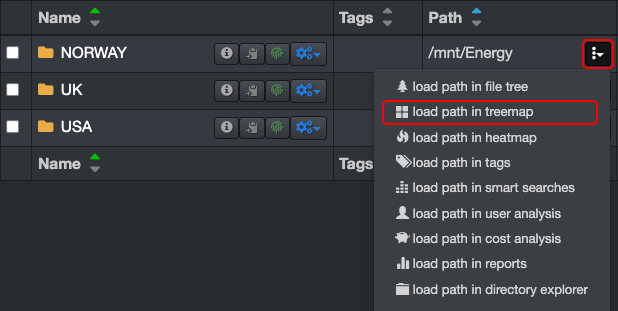 Name Tags Path
NORWAY /mnt/Energy
load path in file tree
UK
load path in treemap
USA
load path in heatmap
Name Tags
load path in tags
load path in smart searches
load path in user analysis
load path in cost analysis
load path in reports
load path in directory explorer